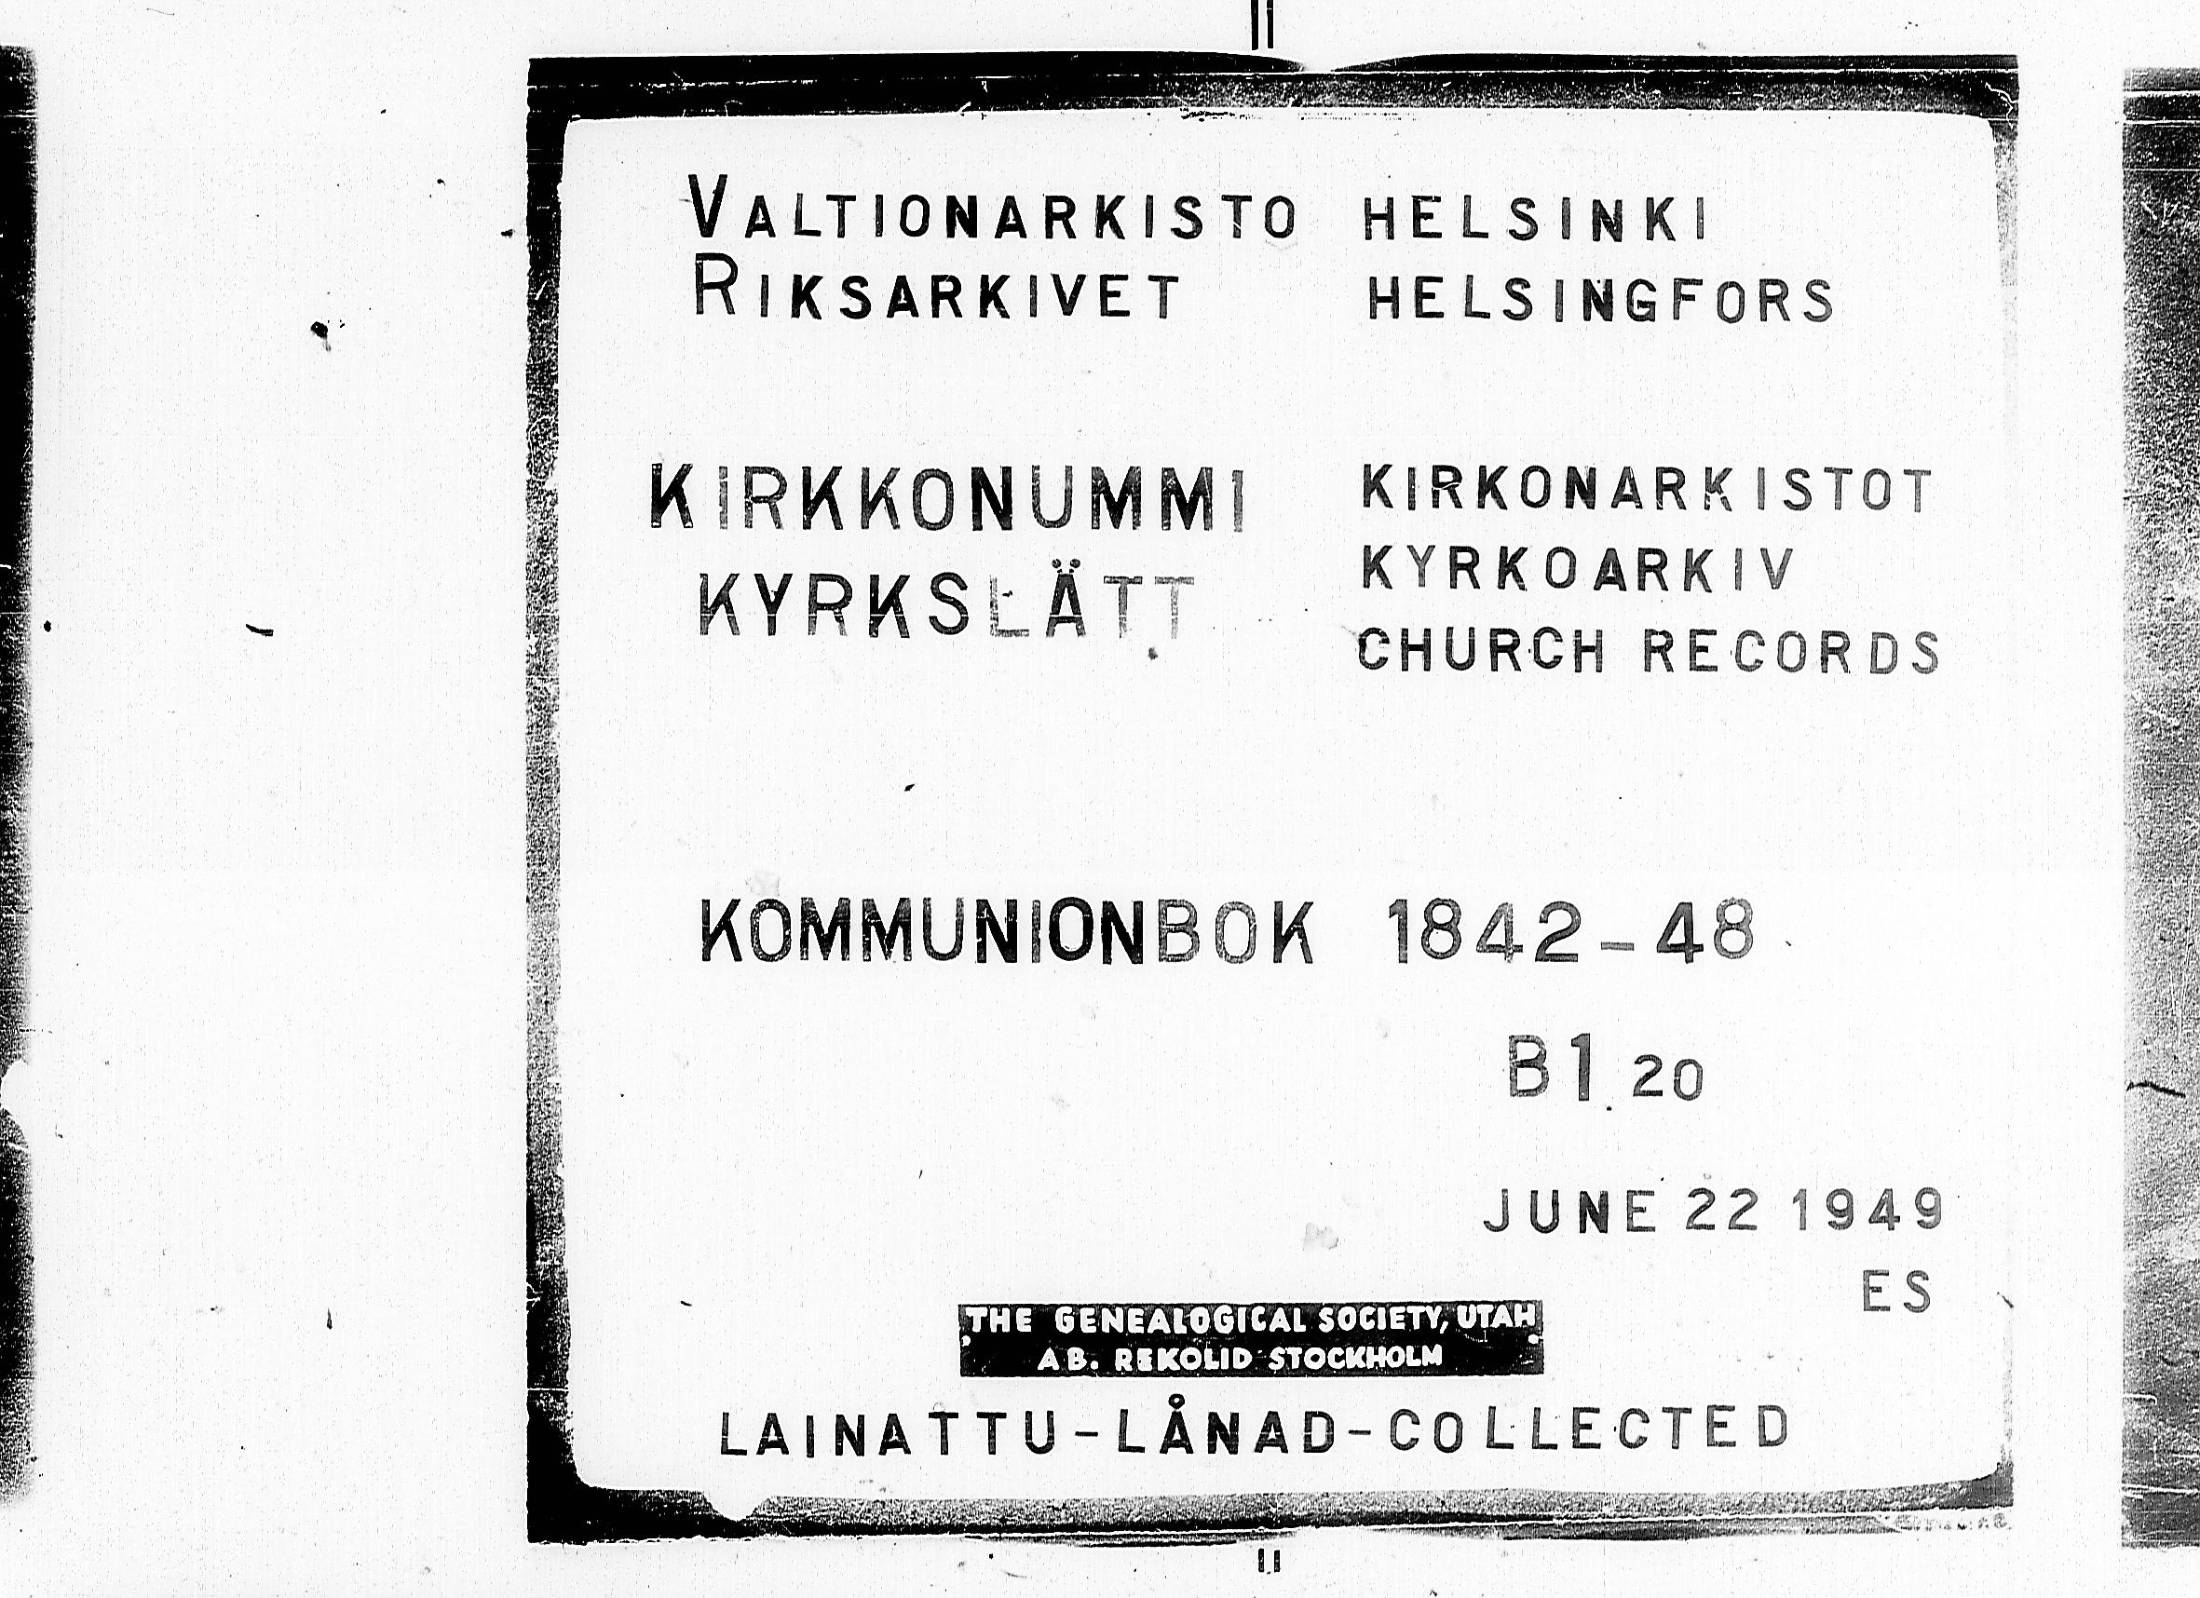 VALTIONARKISTO HELSINKI
RIKSARKIVET HELSINGFORS
KIRKKONUMMI KIRKONARKISTOT
KYRKSLÄTT KYRKOARKIV
CHURCH RECORDS
KOMMUNIONBOK 1842-48
B1 20
JUNE 22 1949
ES
THE GENEALOGICAL SOCIETY, UTAH
AB. REKOLID STOCKHOLM
LAINATTU-LÅNAD-COLLECTED